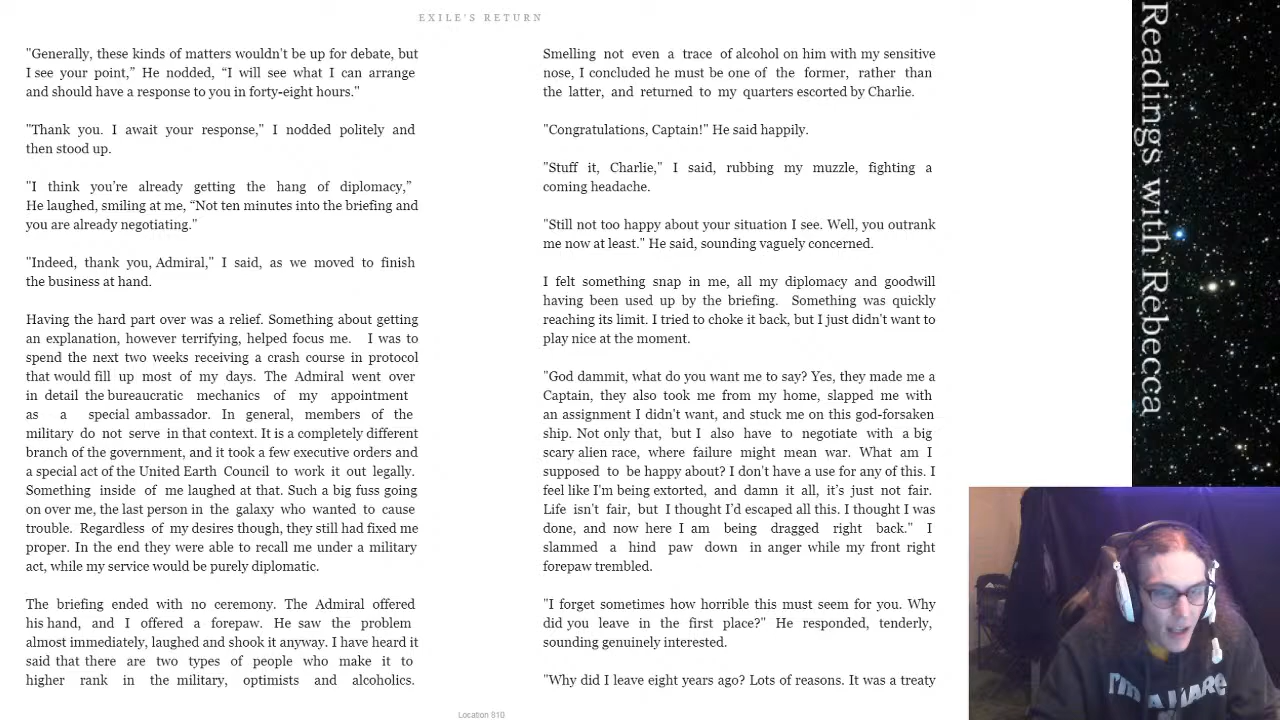 EXILE'S RETURN
"Generally, these kinds of matters wouldn't be up for debate, but
I see your point,” He nodded, “I will see what I can arrange
and should have a response to you in forty-eight hours."
"Thank you. I await your response," I nodded politely and
then stood up.
"I think you’re already getting the hang of diplomacy,”
He laughed, smiling at me, “Not ten minutes into the briefing and
you are already negotiating."
"Indeed, thank you, Admiral," I said, as we moved to finish
the business at hand.
Having the hard part over was a relief. Something about getting
an explanation, however terrifying, helped focus me. I was to
spend the next two weeks receiving a crash course in protocol
that would fill up most of my days. The Admiral went over
in detail the bureaucratic mechanics of my appointment
as a special ambassador. In general, members of the
military do not serve in that context. It is a completely different
branch of the government, and it took a few executive orders and
a special act of the United Earth Council to work it out legally.
Something inside of me laughed at that. Such a big fuss going
on over me, the last person in the galaxy who wanted to cause
trouble. Regardless of my desires though, they still had fixed me
proper. In the end they were able to recall me under a military
act, while my service would be purely diplomatic.
The briefing ended with no ceremony. The Admiral offered
his hand, and I offered a forepaw. He saw the problem
almost immediately, laughed and shook it anyway. I have heard it
said that there are two types of people who make it to
higher rank in the military, optimists and alcoholics.
Smelling not even a trace of alcohol on him with my sensitive
nose, I concluded he must be one of the former, rather than
the latter, and returned to my quarters escorted by Charlie.
"Congratulations, Captain!" He said happily.
"Stuff it, Charlie," I said, rubbing my muzzle, fighting a
coming headache.
"Still not too happy about your situation I see. Well, you outrank
me now at least." He said, sounding vaguely concerned.
I felt something snap in me, all my diplomacy and goodwill
having been used up by the briefing. Something was quickly
reaching its limit. I tried to choke it back, but I just didn't want to
play nice at the moment.
"God dammit, what do you want me to say? Yes, they made me a
Captain, they also took me from my home, slapped me with
an assignment I didn't want, and stuck me on this god-forsaken
ship. Not only that, but I also have to negotiate with a big
scary alien race, where failure might mean war. What am I
supposed to be happy about? I don't have a use for any of this. I
feel like I'm being extorted, and damn it all, it’s just not fair.
Life isn't fair, but I thought I’d escaped all this. I thought I was
done, and now here I am being dragged right back." I
slammed a hind paw down in anger while my front right
forepaw trembled.
"I forget sometimes how horrible this must seem for you. Why
did you leave in the first place?" He responded, tenderly,
sounding genuinely interested.
"Why did I leave eight years ago? Lots of reasons. It was a treaty
Location 810
Readings with Rebecca